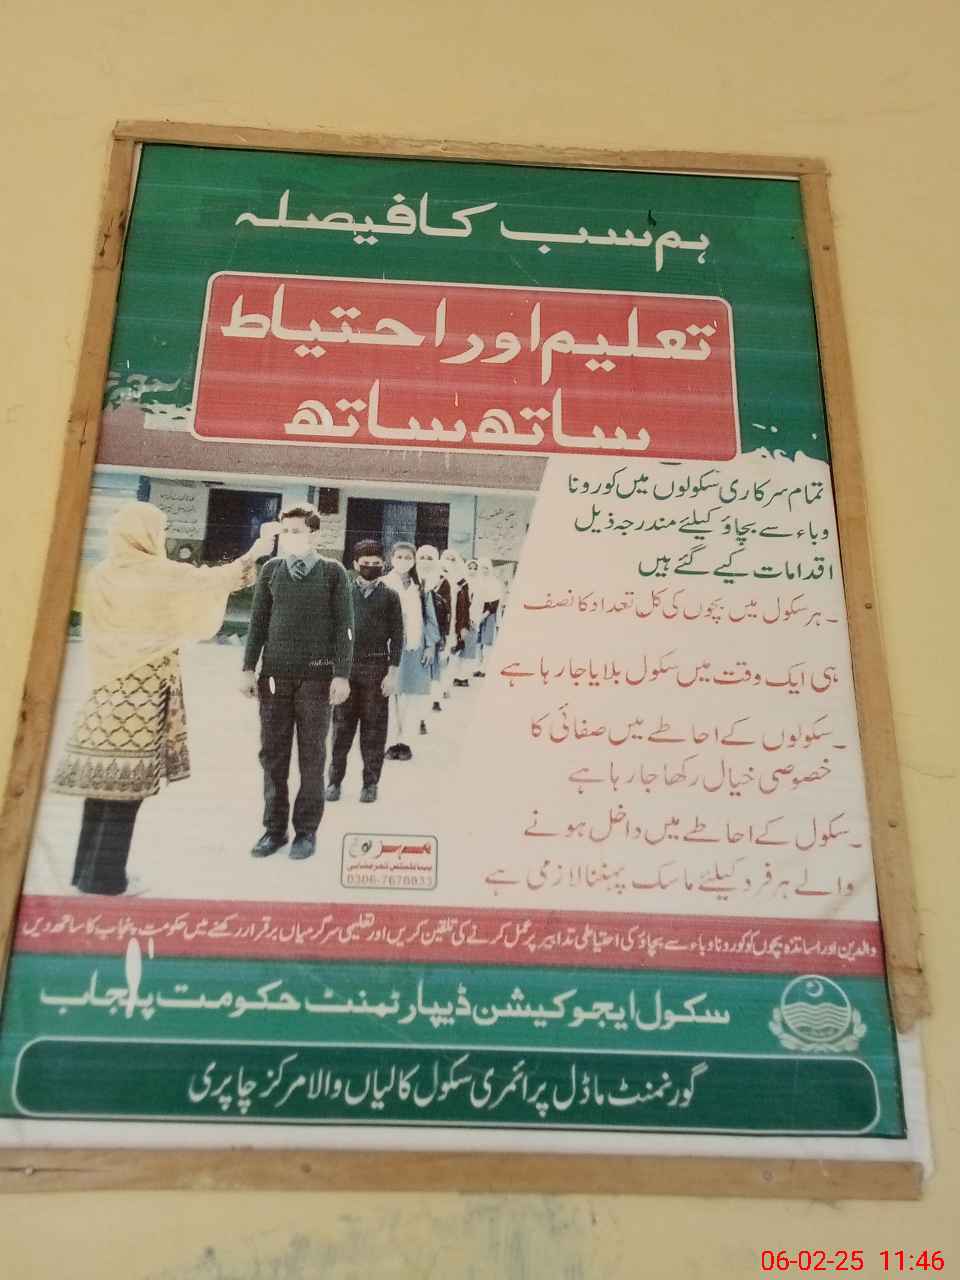 ہم سب کا فیصلہ
تعلیم اور احتیاط
ساتھ ساتھ
تمام سرکاری سکولوں میں کورونا
وباء سے بچاؤ کیلئے مندرجہ ذیل
اقدامات کیے گئے ہیں
۔ ہر سکول میں بچوں کی کل تعداد کا نصف
ہی ایک وقت میں سکول بلایا جا رہا ہے
۔ سکولوں کے احاطے میں صفائی کا
خصوصی خیال رکھا جا رہا ہے
۔ سکول کے احاطے میں داخل ہونے
والے ہر فرد کیلئے ماسک پہننا لازمی ہے
مہر
0306-7670033
والدین اور اساتذہ بچوں کو کورونا وباء سے بچاؤ کی احتیاطی تدابیر پر عمل کرنے کی تلقین کریں اور تعلیمی سرگرمیاں برقرار رکھنے میں حکومت پنجاب کا ساتھ دیں
سکول ایجوکیشن ڈیپارٹمنٹ حکومت پنجاب
گورنمنٹ ماڈل پرائمری سکول کالیاں والا مرکز چاپری
06-02-25 11:46